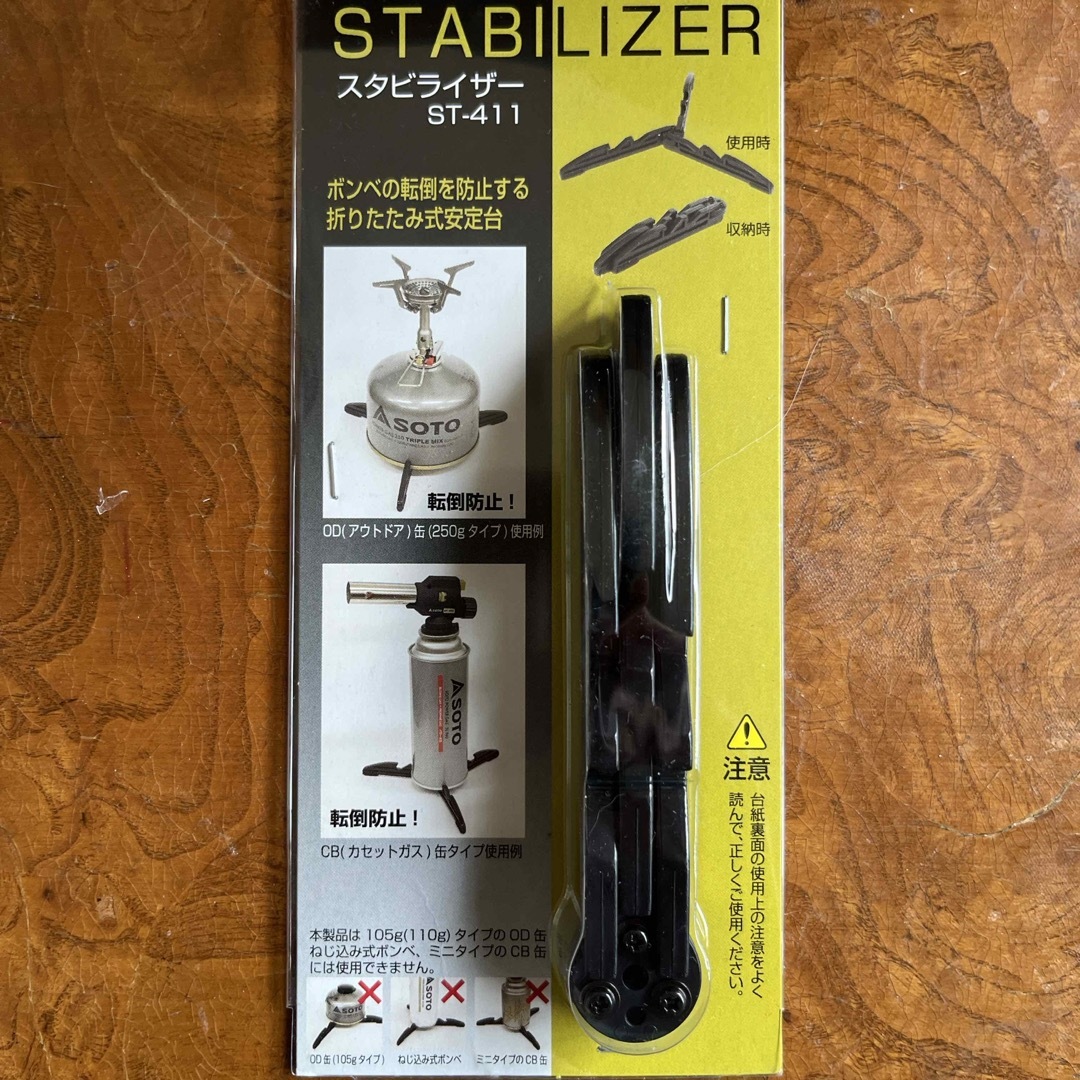 STABILIZER
スタビライザー
ST-411
使用時
収納時
ボンベの転倒を防止する
折りたたみ式安定台
SOTO
TRIPLE MIX
転倒防止!
OD(アウトドア)缶(250gタイプ)使用例
SOTO
転倒防止!
CB(カセットガス)缶タイプ使用例
注意
台紙裏面の使用上の注意をよく
読んで、正しくご使用ください。
本製品は 105g(110g)タイプのOD缶
ねじ込み式ボンベ、ミニタイプのCB缶
には使用できません。
SOTO
SOTO
OD缶(105gタイプ)
ねじ込み式ボンベ
ミニタイプのCB缶